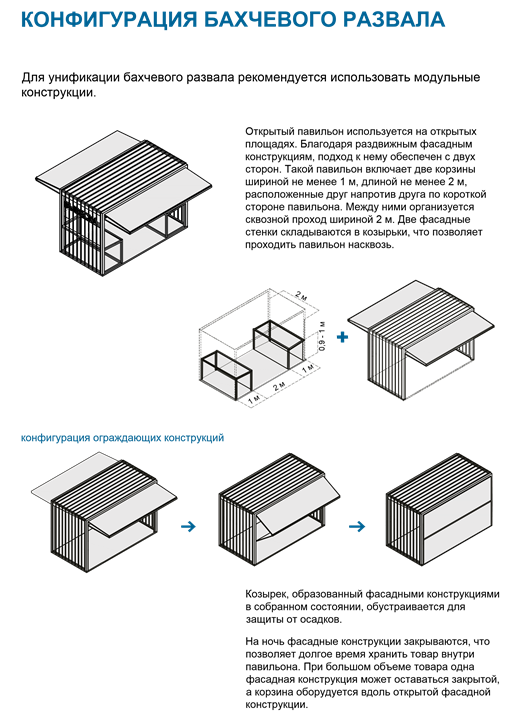 КОНФИГУРАЦИЯ БАХЧЕВОГО РАЗВАЛА
Для унификации бахчевого развала рекомендуется использовать модульные
конструкции.
Открытый павильон используется на открытых
площадях. Благодаря раздвижным фасадным
конструкциям, подход к нему обеспечен с двух
сторон. Такой павильон включает две корзины
шириной не менее 1 м, длиной не менее 2 м,
расположенные друг напротив друга по короткой
стороне павильона. Между ними организуется
сквозной проход шириной 2 м. Две фасадные
стенки складываются в козырьки, что позволяет
проходить павильон насквозь.
2 м
0,9 - 1 м
1 м
2 м
1 м
+
конфигурация ограждающих конструкций
Козырек, образованный фасадными конструкциями
в собранном состоянии, обустраивается для
защиты от осадков.
На ночь фасадные конструкции закрываются, что
позволяет долгое время хранить товар внутри
павильона. При большом объеме товара одна
фасадная конструкция может оставаться закрытой,
а корзина оборудуется вдоль открытой фасадной
конструкции.